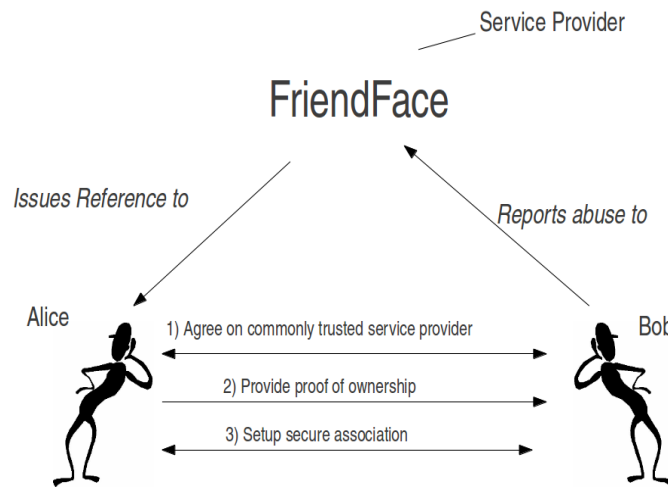 Service Provider
FriendFace
Issues Reference to
Reports abuse to
Alice
Bob
1) Agree on commonly trusted service provider
2) Provide proof of ownership
3) Setup secure association